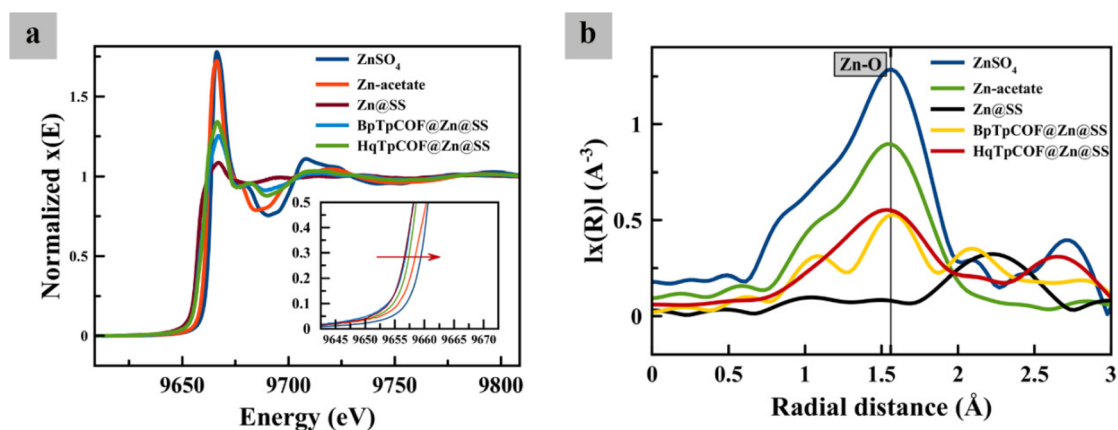 a
Normalized x(E)
1.5
1
0.5
0
9650
9700
9750
9800
Energy (eV)
ZnSO4
Zn-acetate
Zn@SS
BpTpCOF@Zn@SS
HqTpCOF@Zn@SS
0.5
0.4
0.3
0.2
0.1
0
9645
9650
9655
9660
9665
9670
b
lx(R)l (A-3)
1
0.5
0
0
0.5
1
1.5
2
2.5
3
Radial distance (Å)
Zn-O
ZnSO4
Zn-acetate
Zn@SS
BpTpCOF@Zn@SS
HqTpCOF@Zn@SS